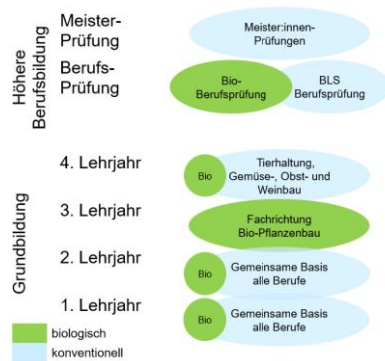 Höhere
Berufsbildung
Meister-
Prüfung
Meister:innen-
Prüfungen
Berufs-
Prüfung
Bio-
Berufsprüfung
BLS
Berufsprüfung
Grundbildung
4. Lehrjahr
Bio
Tierhaltung,
Gemüse-, Obst- und
Weinbau
3. Lehrjahr
Fachrichtung
Bio-Pflanzenbau
2. Lehrjahr
Bio
Gemeinsame Basis
alle Berufe
1. Lehrjahr
Bio
Gemeinsame Basis
alle Berufe
biologisch
konventionell